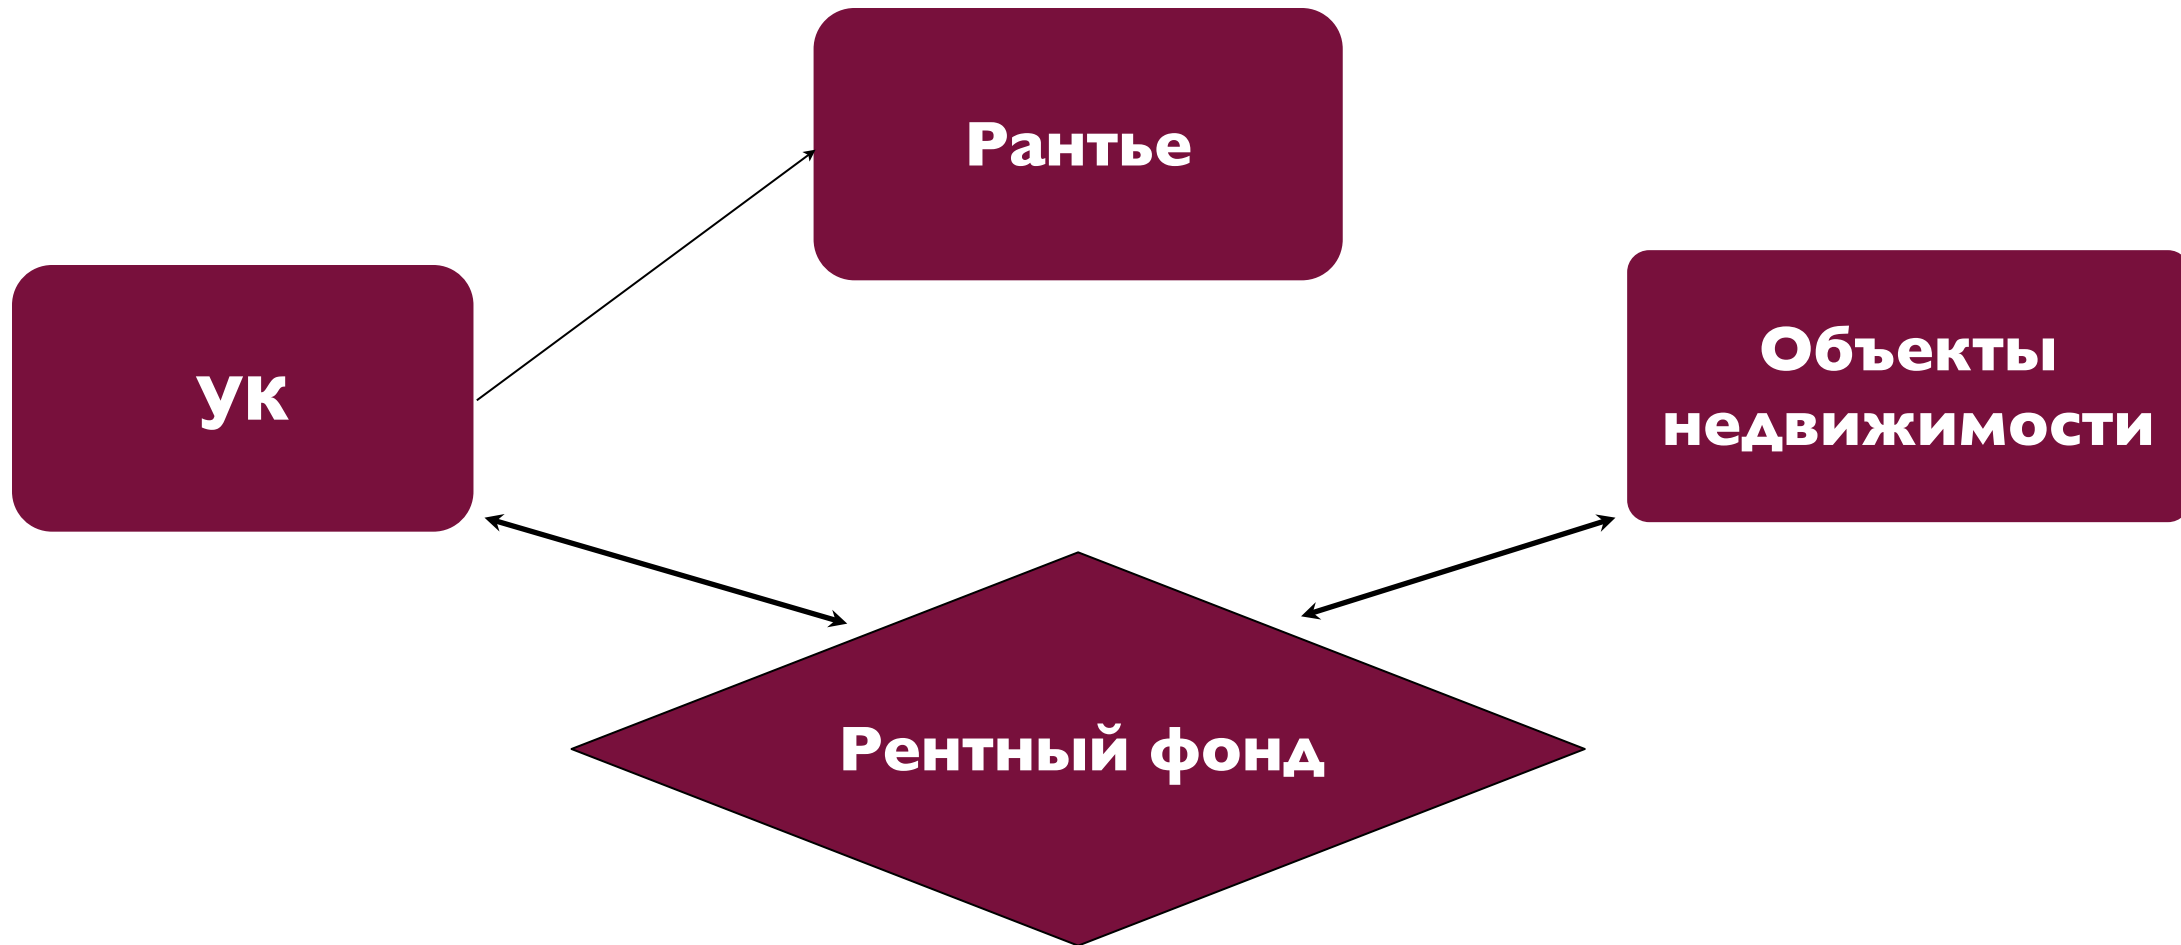 Рантье
УК
Объекты
недвижимости
Рентный фонд